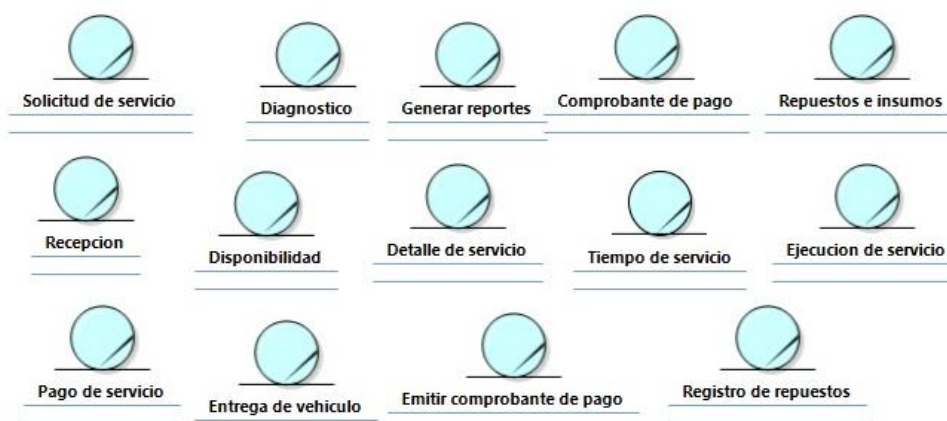 Solicitud de servicio
Diagnostico
Generar reportes
Comprobante de pago
Repuestos e insumos
Recepcion
Disponibilidad
Detalle de servicio
Tiempo de servicio
Ejecucion de servicio
Pago de servicio
Entrega de vehiculo
Emitir comprobante de pago
Registro de repuestos